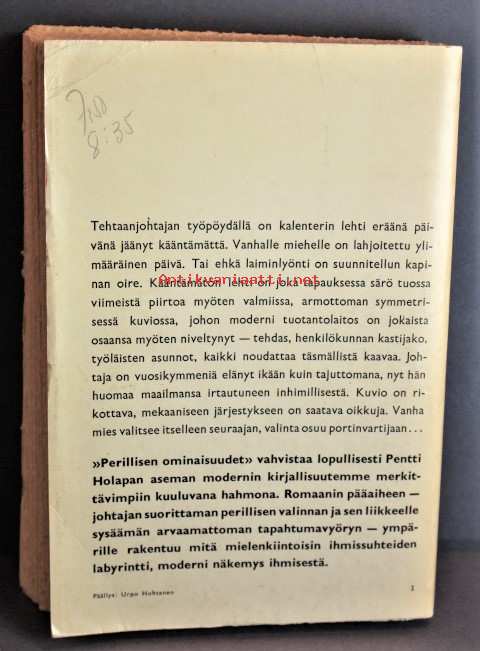 7,50
8:35
Tehtaanjohtajan työpöydällä on kalenterin lehti eräänä päi-
vänä jäänyt kääntämättä. Vanhalle miehelle on lahjoitettu yli-
määräinen päivä. Tai ehkä laiminlyönti on suunnitellun kapi-
nan oire. Kääntämätön lehti on joka tapauksessa särö tuossa
Antikvariaatti.net
viimeistä piirtoa myöten valmiissa, armottoman symmetri-
sessä kuviossa, johon moderni tuotantolaitos on jokaista
osaansa myöten niveltynyt — tehdas, henkilökunnan kastijako,
työläisten asunnot, kaikki noudattaa täsmällistä kaavaa. Joh-
taja on vuosikymmeniä elänyt ikään kuin tajuttomana, nyt hän
huomaa maailmansa irtautuneen inhimillisestä. Kuvio on ri-
kottava, mekaaniseen järjestykseen on saatava oikkuja. Vanha
mies valitsee itselleen seuraajan, valinta osuu portinvartijaan...
»Perillisen ominaisuudet» vahvistaa lopullisesti Pentti
Holapan aseman modernin kirjallisuutemme merkit-
tävimpiin kuuluvana hahmona. Romaanin pääaiheen —
johtajan suorittaman perillisen valinnan ja sen liikkeelle
sysäämän arvaamattoman tapahtumavyöryn — ympä-
rille rakentuu mitä mielenkiintoisin ihmissuhteiden
labyrintti, moderni näkemys ihmisestä.
Päällys: Urpo Huhtanen